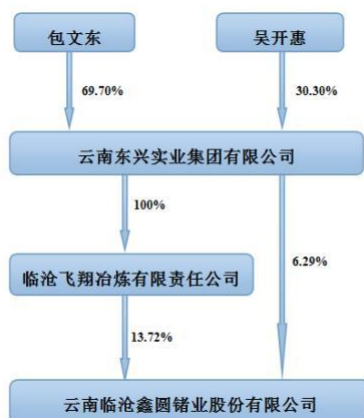 包文东
吴开惠
69.70%
30.30%
云南东兴实业集团有限公司
100%
6.29%
临沧飞翔冶炼有限责任公司
13.72%
云南临沧鑫圆锗业股份有限公司